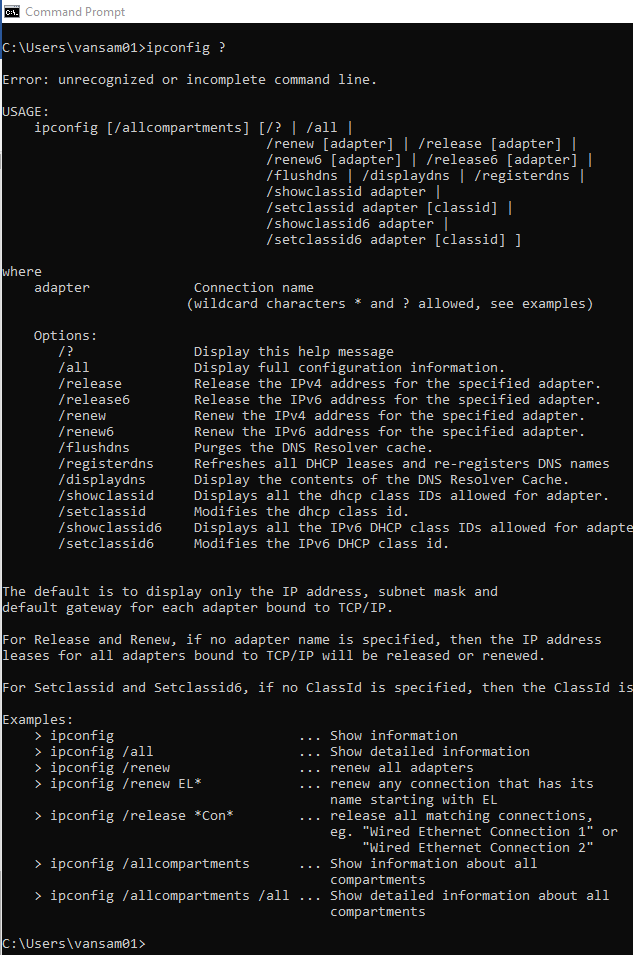 Command Prompt
C:\Users\vansam01>ipconfig ?
Error: unrecognized or incomplete command line.
USAGE:
    ipconfig [/allcompartments] [/? | /all |
                                 /renew [adapter] | /release [adapter] |
                                 /renew6 [adapter] | /release6 [adapter] |
                                 /flushdns | /displaydns | /registerdns |
                                 /showclassid adapter |
                                 /setclassid adapter [classid] |
                                 /showclassid6 adapter |
                                 /setclassid6 adapter [classid] ]
where
    adapter             Connection name
                       (wildcard characters * and ? allowed, see examples)
    Options:
       /?               Display this help message
       /all             Display full configuration information.
       /release         Release the IPv4 address for the specified adapter.
       /release6        Release the IPv6 address for the specified adapter.
       /renew           Renew the IPv4 address for the specified adapter.
       /renew6          Renew the IPv6 address for the specified adapter.
       /flushdns        Purges the DNS Resolver cache.
       /registerdns     Refreshes all DHCP leases and re-registers DNS names
       /displaydns      Display the contents of the DNS Resolver Cache.
       /showclassid     Displays all the dhcp class IDs allowed for adapter.
       /setclassid      Modifies the dhcp class id.
       /showclassid6    Displays all the IPv6 DHCP class IDs allowed for adapte
       /setclassid6     Modifies the IPv6 DHCP class id.
The default is to display only the IP address, subnet mask and
default gateway for each adapter bound to TCP/IP.
For Release and Renew, if no adapter name is specified, then the IP address
leases for all adapters bound to TCP/IP will be released or renewed.
For Setclassid and Setclassid6, if no ClassId is specified, then the ClassId is
Examples:
    > ipconfig                       ... Show information
    > ipconfig /all                  ... Show detailed information
    > ipconfig /renew                ... renew all adapters
    > ipconfig /renew EL*            ... renew any connection that has its
                                         name starting with EL
    > ipconfig /release *Con*        ... release all matching connections,
                                         eg. "Wired Ethernet Connection 1" or
                                             "Wired Ethernet Connection 2"
    > ipconfig /allcompartments      ... Show information about all
                                         compartments
    > ipconfig /allcompartments /all ... Show detailed information about all
                                         compartments
C:\Users\vansam01>